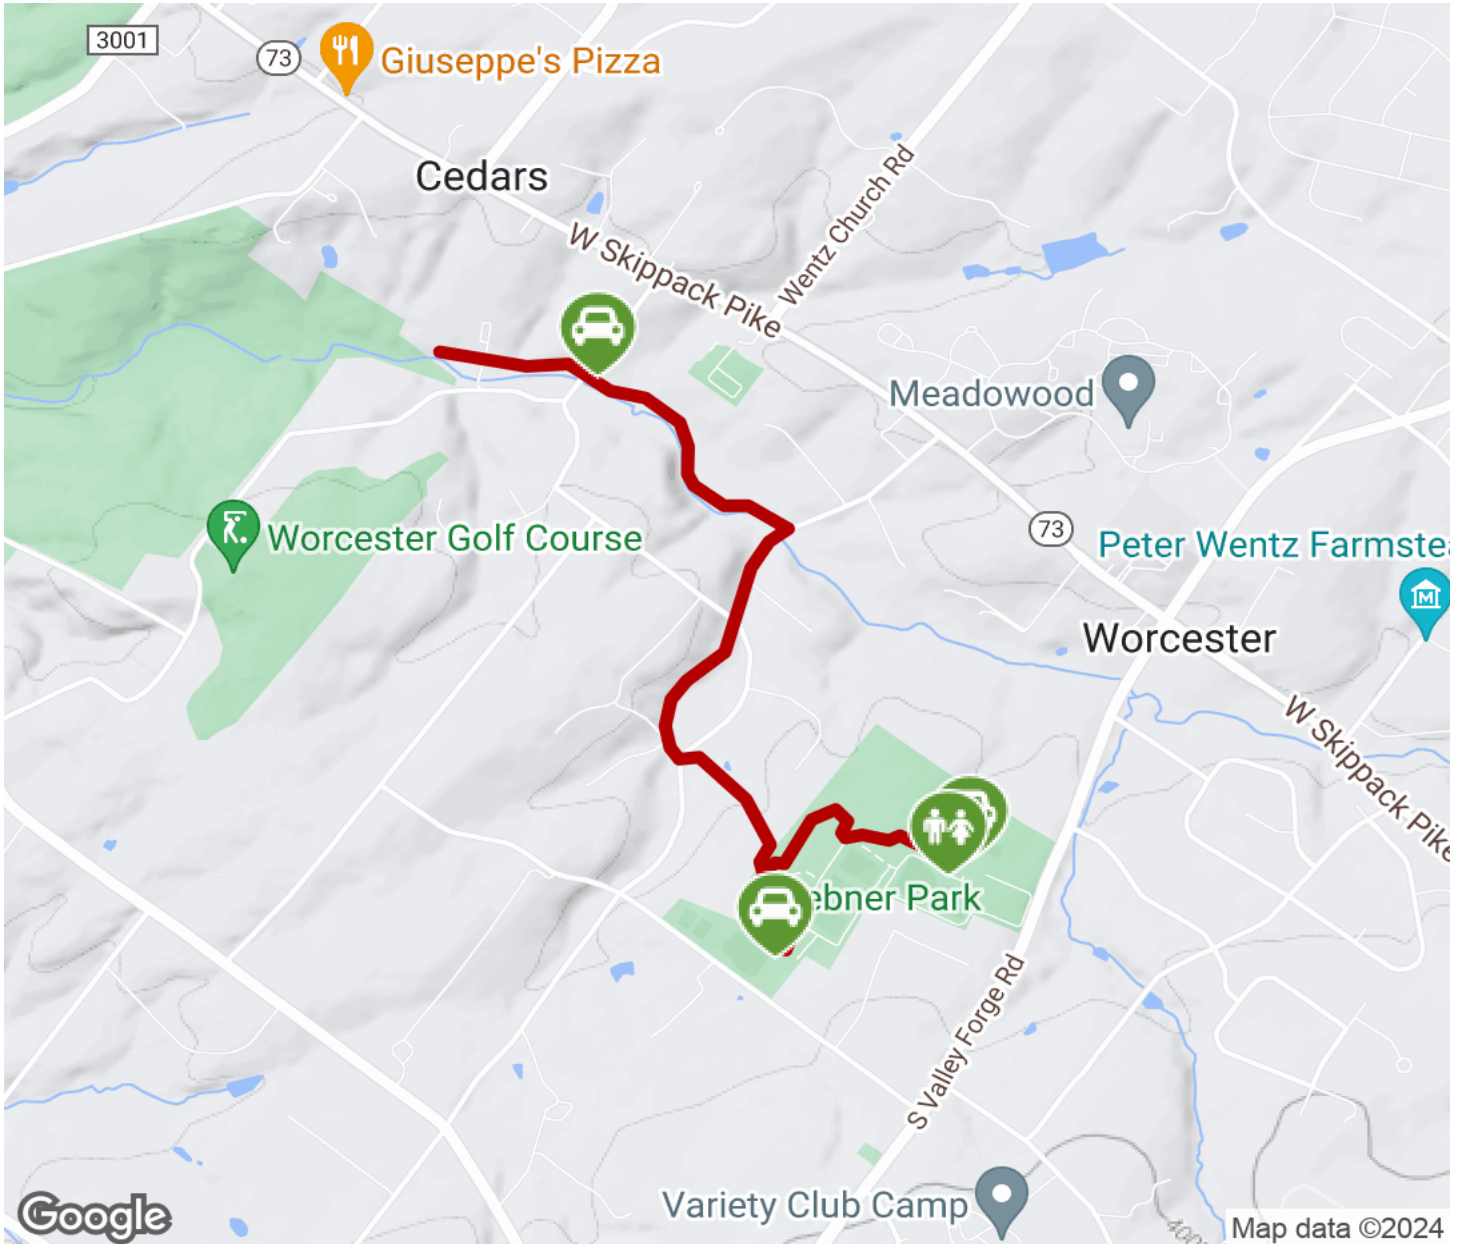 3001
73
Giuseppe's Pizza
Cedars
W Skippack Pike
Wentz Church Rd
Meadowood
73
Worcester Golf Course
Peter Wentz Farmste
Worcester
W Skippack Pike
ebner Park
S Valley Forge Rd
Variety Club Camp
Google
Map data ©2024